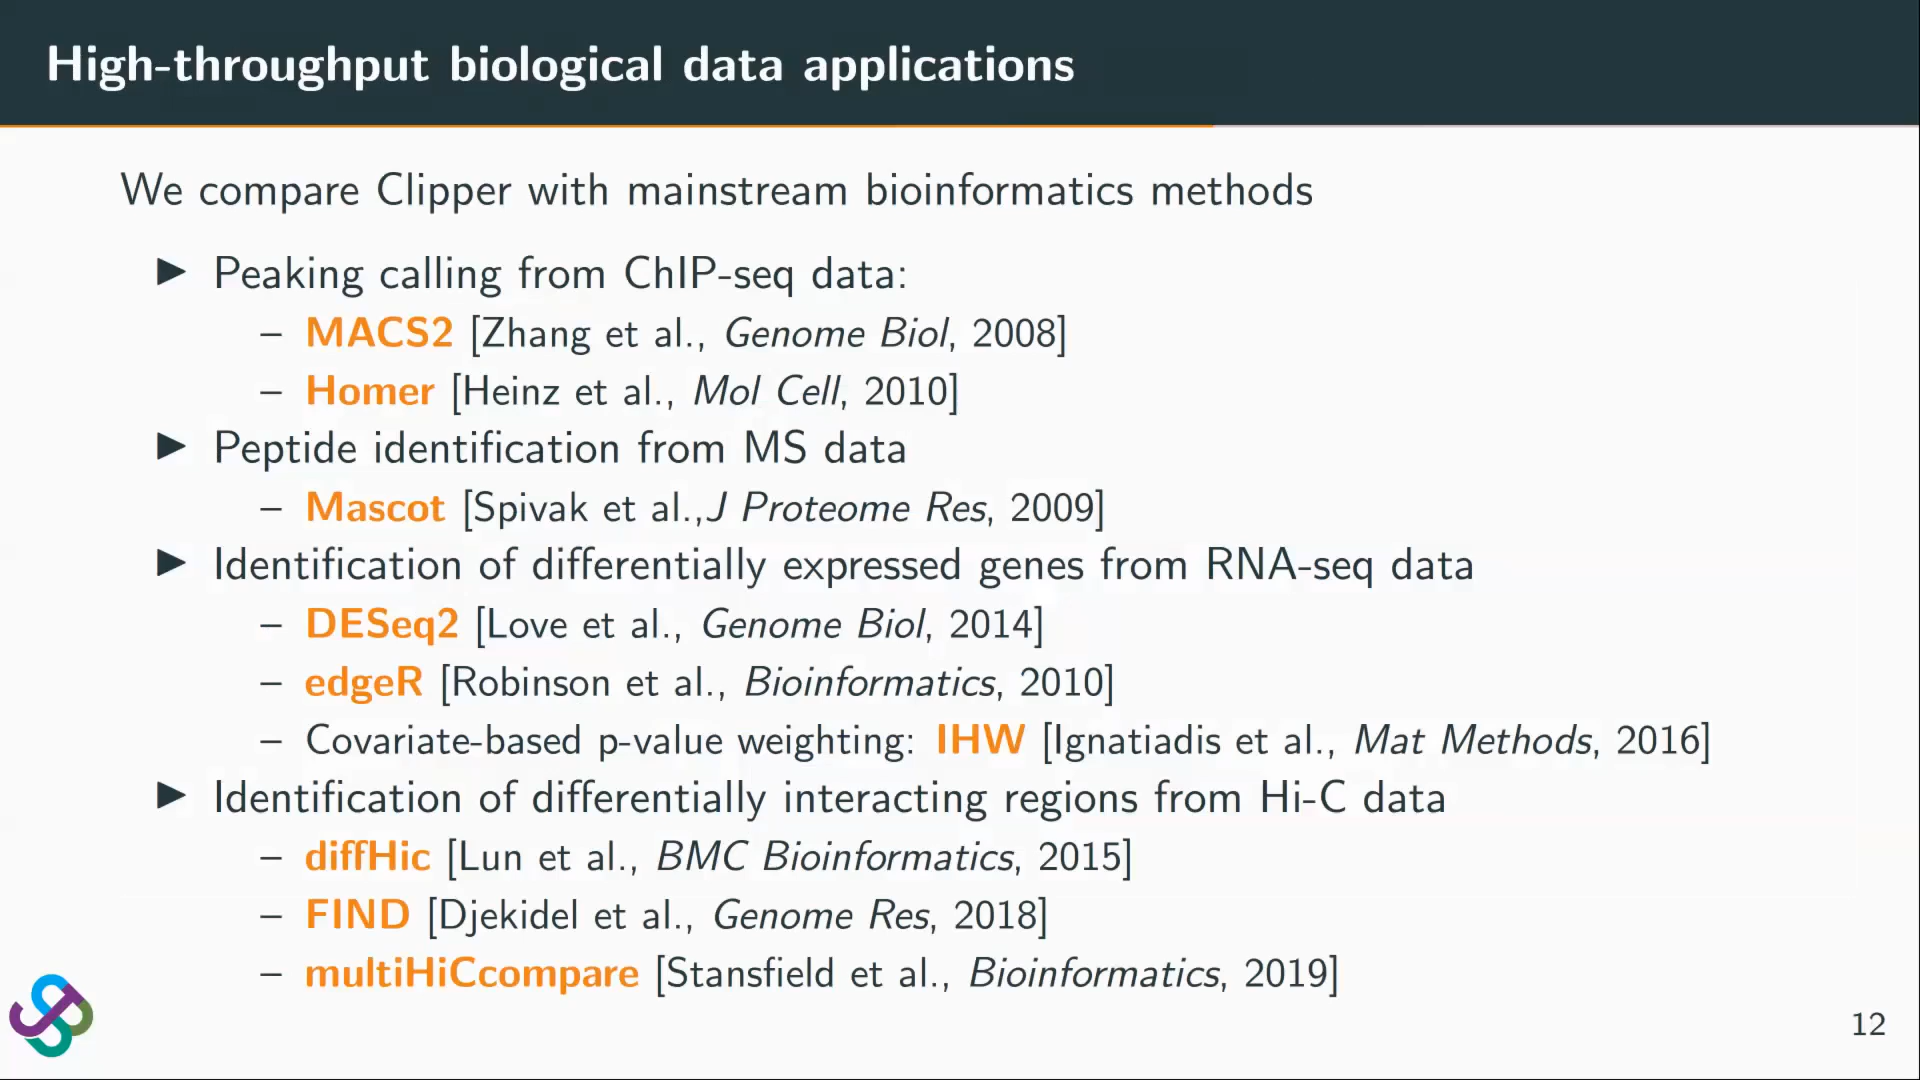 High-throughput biological data applications
We compare Clipper with mainstream bioinformatics methods
▶ Peaking calling from ChIP-seq data:
– MACS2 [Zhang et al., Genome Biol, 2008]
– Homer [Heinz et al., Mol Cell, 2010]
▶ Peptide identification from MS data
– Mascot [Spivak et al.,J Proteome Res, 2009]
▶ Identification of differentially expressed genes from RNA-seq data
– DESeq2 [Love et al., Genome Biol, 2014]
– edgeR [Robinson et al., Bioinformatics, 2010]
– Covariate-based p-value weighting: IHW [Ignatiadis et al., Mat Methods, 2016]
▶ Identification of differentially interacting regions from Hi-C data
– diffHic [Lun et al., BMC Bioinformatics, 2015]
– FIND [Djekidel et al., Genome Res, 2018]
– multiHiCcompare [Stansfield et al., Bioinformatics, 2019]
12